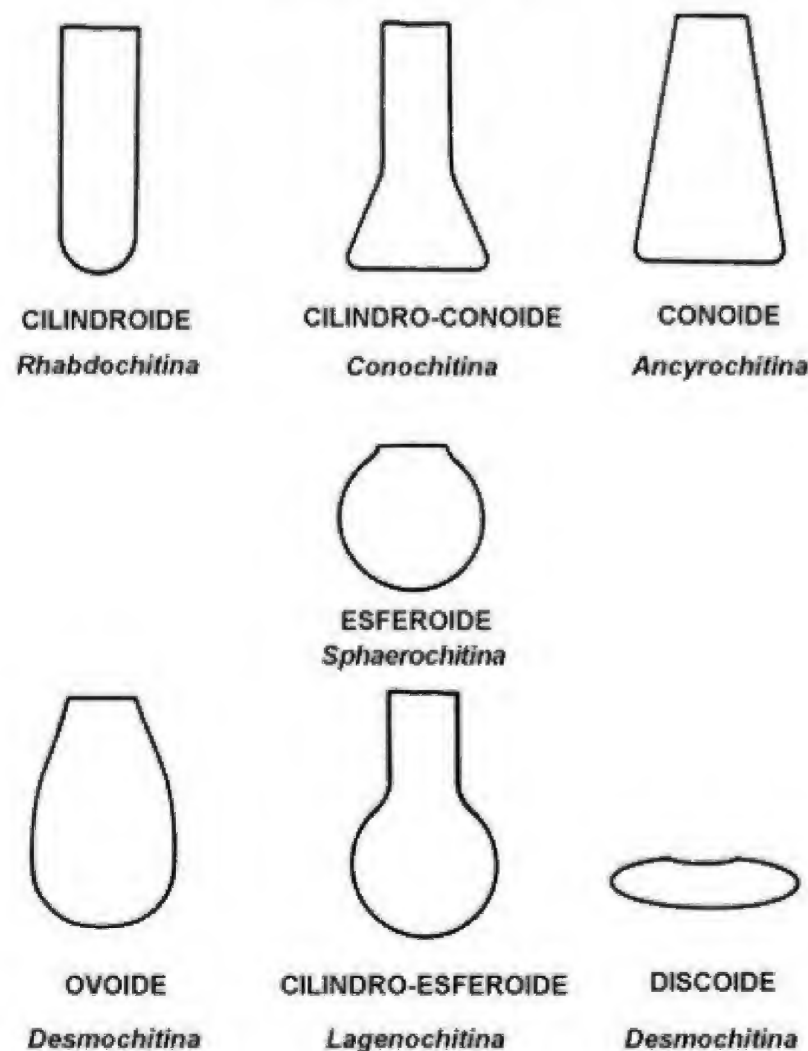 CILINDROIDE
Rhabdochitina
CILINDRO-CONOIDE
Conochitina
CONOIDE
Ancyrochitina
ESFEROIDE
Sphaerochitina
OVOIDE
Desmochitina
CILINDRO-ESFEROIDE
Lagenochitina
DISCOIDE
Desmochitina